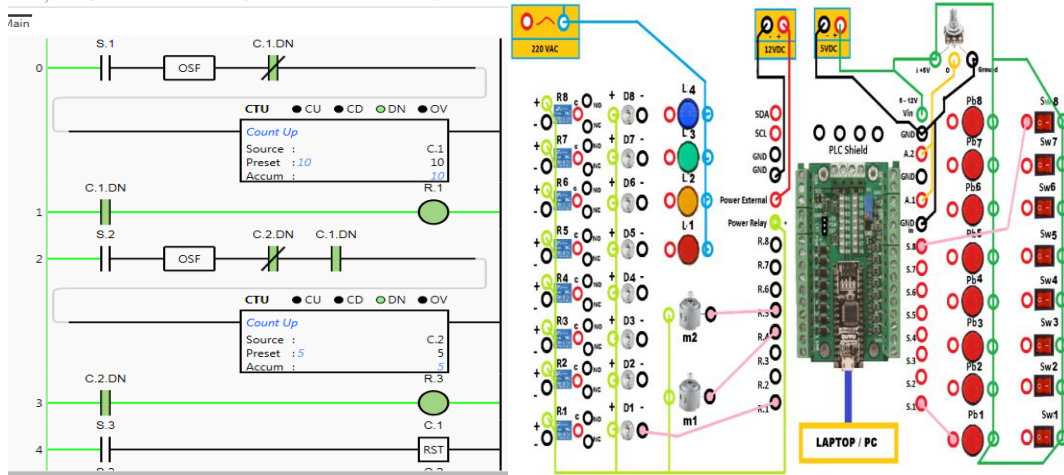 Main
S.1
C.1.DN
0
OSF
CTU CU CD DN OV
Count Up
Source : C.1
Preset : 10 10
Accum : 10
C.1.DN
R.1
1
S.2
C.2.DN
C.1.DN
2
OSF
CTU CU CD DN OV
Count Up
Source : C.2
Preset : 5 5
Accum : 5
C.2.DN
R.3
3
S.3
C.1
4
RST
220 VAC
12VDC
5VDC
i +5V
O
Ground
R8
R7
R6
R5
R4
R3
R2
R1
C
NO
NC
D8
D7
D6
D5
D4
D3
D2
D1
L4
L3
L2
L1
m2
m1
SDA
SCL
GND
GND
Power External
Power Relay
R.8
R.7
R.6
R.5
R.4
R.3
R.2
R.1
PLC Shield
5 - 12V
Vin
GND
A.2
GND
A.1
GND
in
S.8
S.7
S.6
S.5
S.4
S.3
S.2
S.1
Pb8
Pb7
Pb6
Pb5
Pb4
Pb3
Pb2
Pb1
Sw8
Sw7
Sw6
Sw5
Sw4
Sw3
Sw2
Sw1
LAPTOP / PC